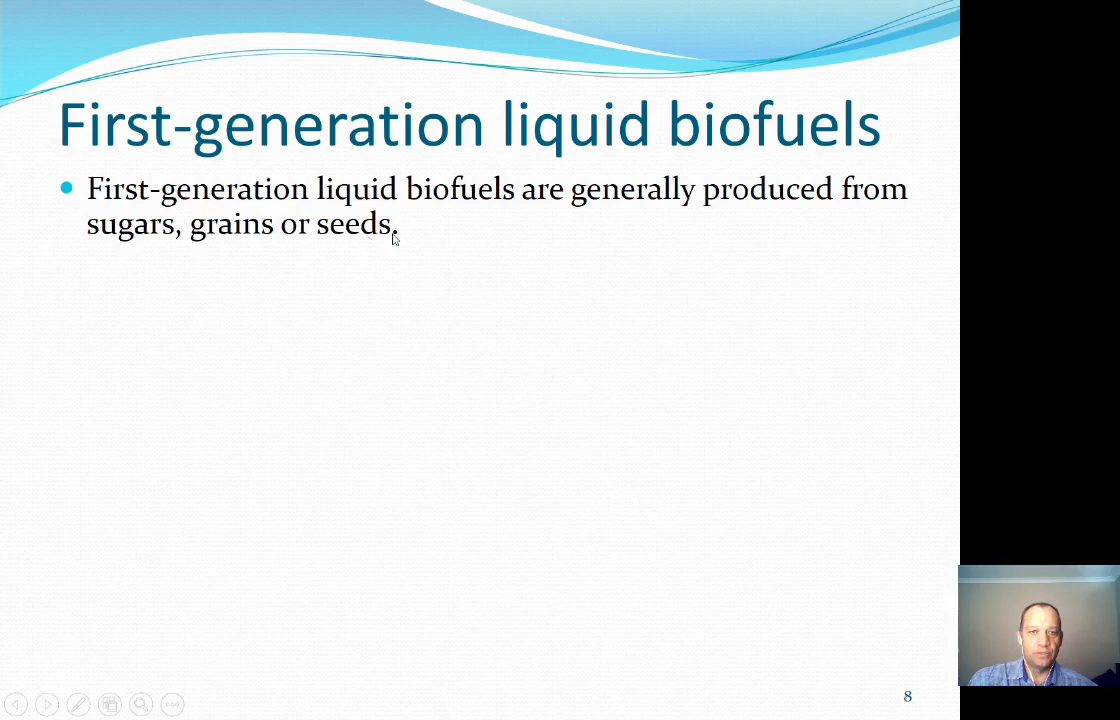 First-generation liquid biofuels
First-generation liquid biofuels are generally produced from
sugars, grains or seeds.
8